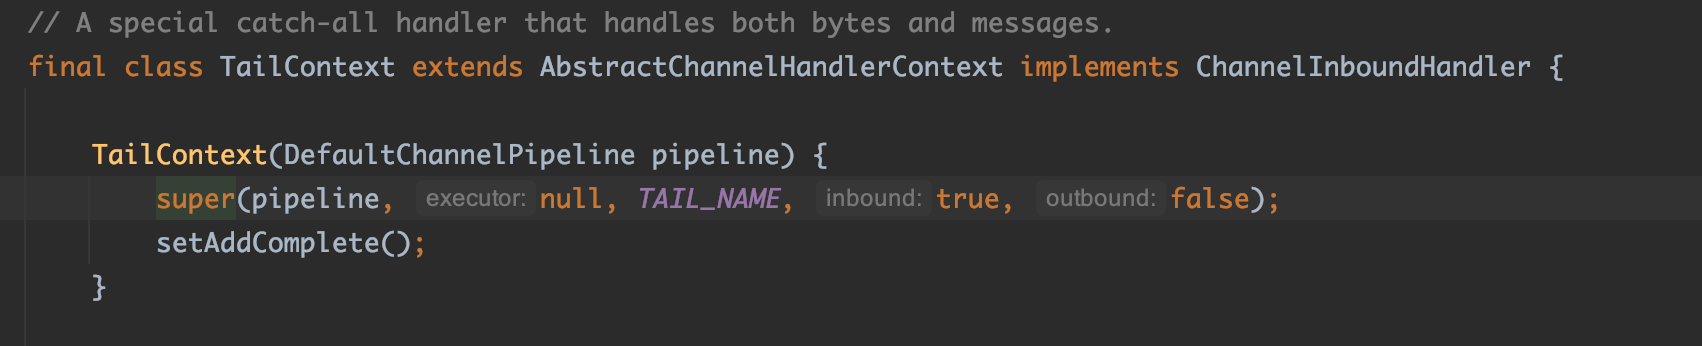 // A special catch-all handler that handles both bytes and messages.
final class TailContext extends AbstractChannelHandlerContext implements ChannelInboundHandler {
TailContext(DefaultChannelPipeline pipeline) {
super(pipeline, executor: null, TAIL_NAME, inbound: true, outbound: false);
setAddComplete();
}